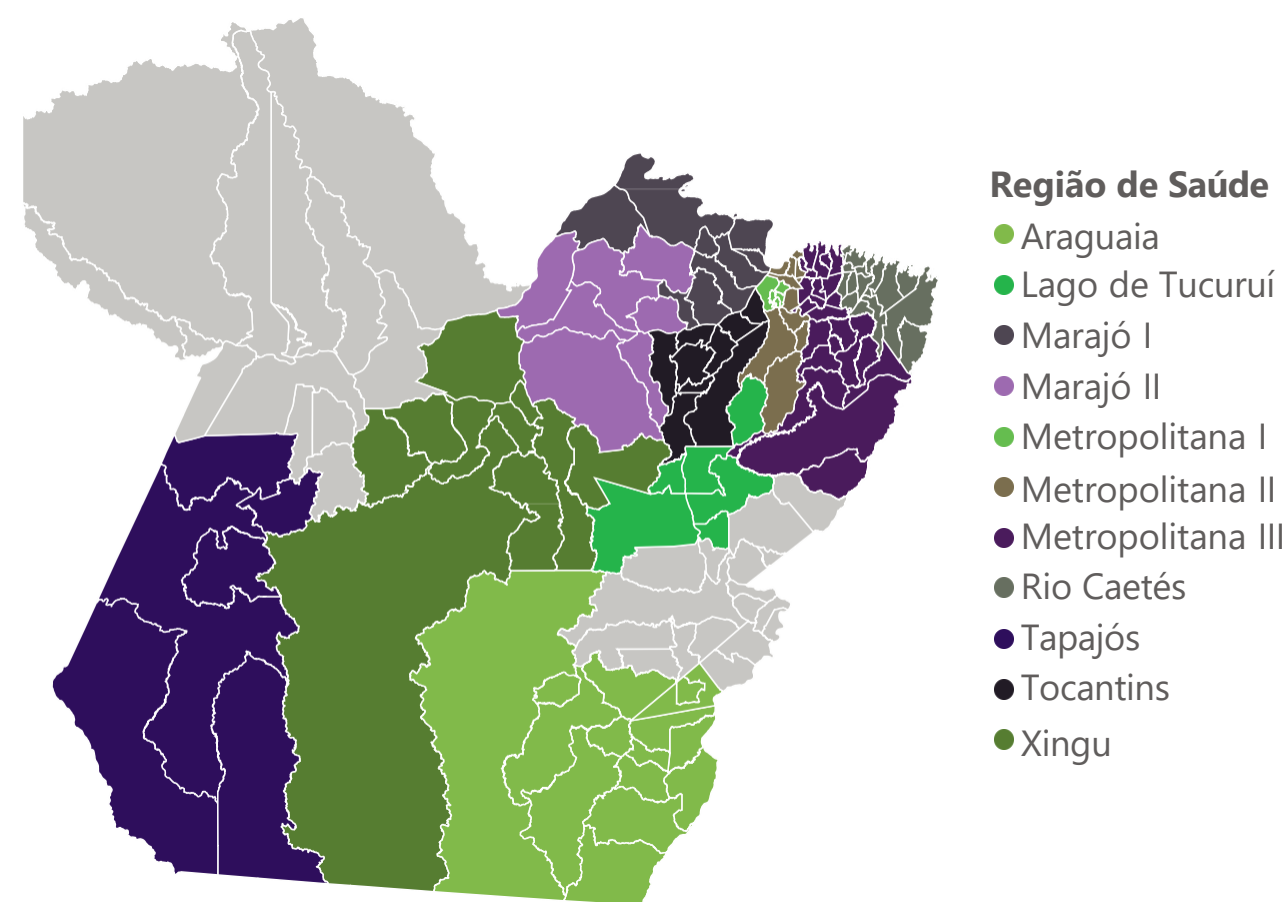 Região de Saúde
Araguaia
Lago de Tucuruí
Marajó I
Marajó II
Metropolitana I
Metropolitana II
Metropolitana III
Rio Caetés
Tapajós
Tocantins
Xingu